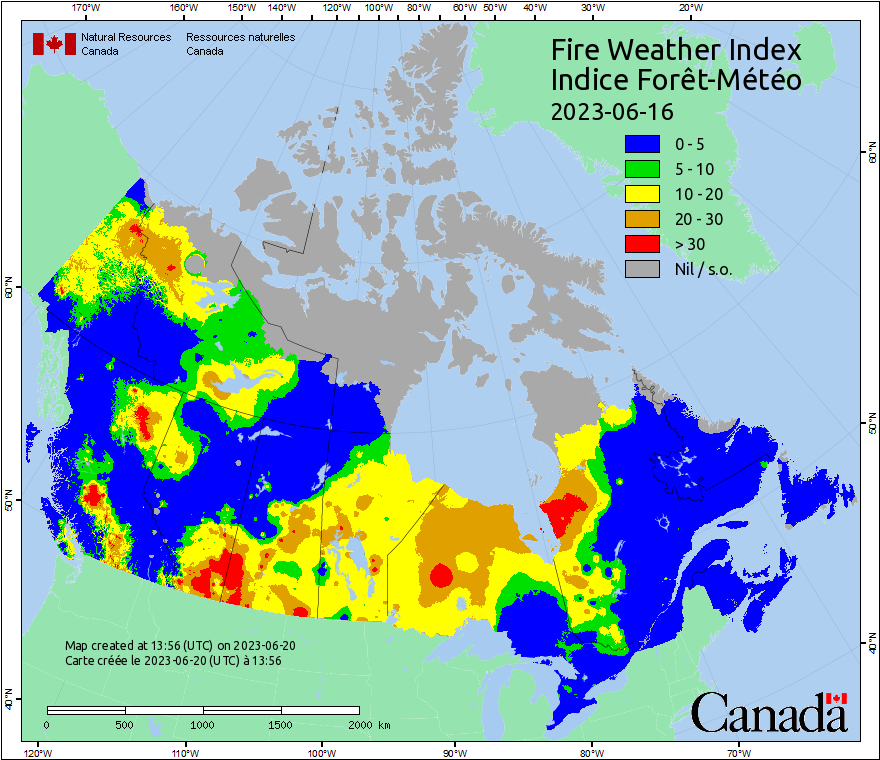 170°W 160°W 150°W 140°W 120°W 100°W 80°W 60°W 50°W 40°W 30°W 20°W
Natural Resources Ressources naturelles
Canada Canada
Fire Weather Index
Indice Forêt-Météo
2023-06-16
0 - 5
5 - 10
10 - 20
20 - 30
> 30
Nil / s.o.
60°N
60°N
50°N
50°N
40°N
40°N
Map created at 13:56 (UTC) on 2023-06-20
Carte créée le 2023-06-20 (UTC) à 13:56
0 500 1000 1500 2000 km
Canada
120°W 110°W 100°W 90°W 80°W 70°W